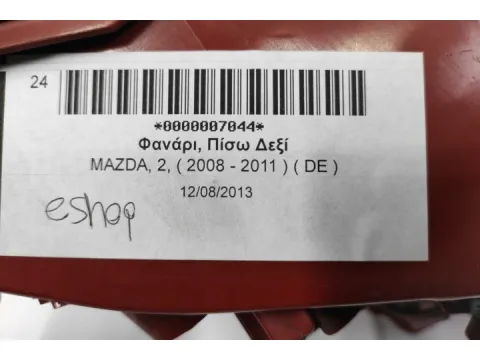 24
*0000007044*
Φανάρι, Πίσω Δεξί
MAZDA, 2, ( 2008 - 2011 ) ( DE )
12/08/2013
eshop